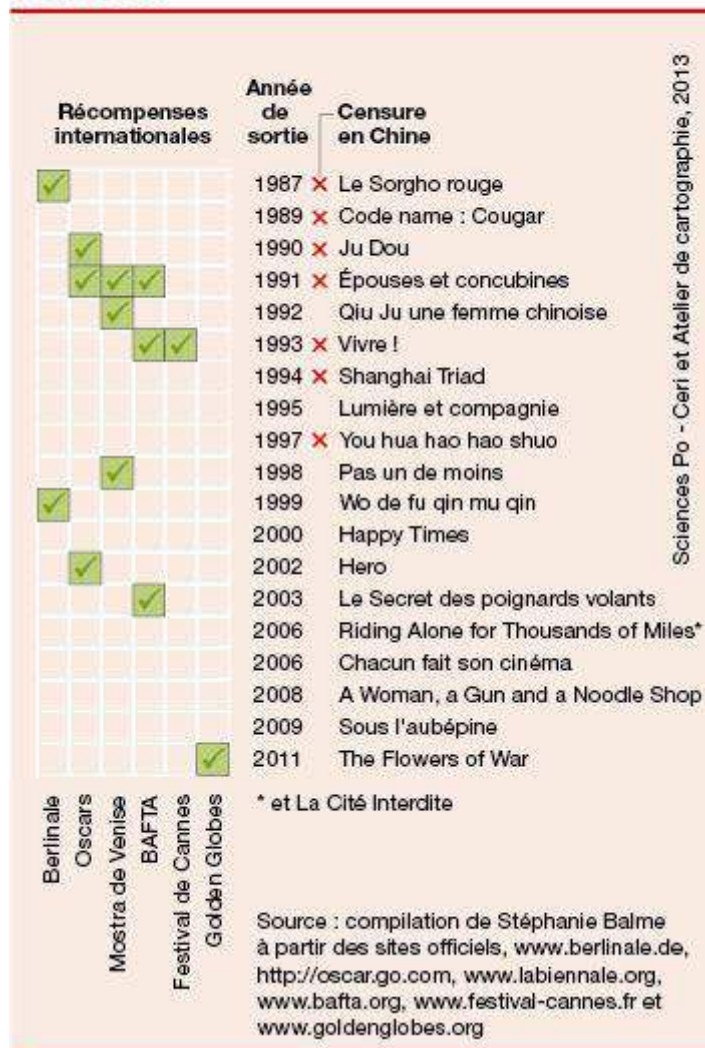 Récompenses
internationales
Année
de
sortie
Censure
en Chine
1987 × Le Sorgho rouge
1989 × Code name : Cougar
1990 × Ju Dou
1991 × Épouses et concubines
1992 Qiu Ju une femme chinoise
1993 × Vivre !
1994 × Shanghai Triad
1995 Lumière et compagnie
1997 × You hua hao hao shuo
1998 Pas un de moins
1999 Wo de fu qin mu qin
2000 Happy Times
2002 Hero
2003 Le Secret des poignards volants
2006 Riding Alone for Thousands of Miles*
2006 Chacun fait son cinéma
2008 A Woman, a Gun and a Noodle Shop
2009 Sous l'aubépine
2011 The Flowers of War
Berlinale
Oscars
Mostra de Venise
BAFTA
Festival de Cannes
Golden Globes
* et La Cité Interdite
Source : compilation de Stéphanie Balme
à partir des sites officiels, www.berlinale.de,
http://oscar.go.com, www.labiennale.org,
www.bafta.org, www.festival-cannes.fr et
www.goldenglobes.org
Sciences Po - Ceri et Atelier de cartographie, 2013